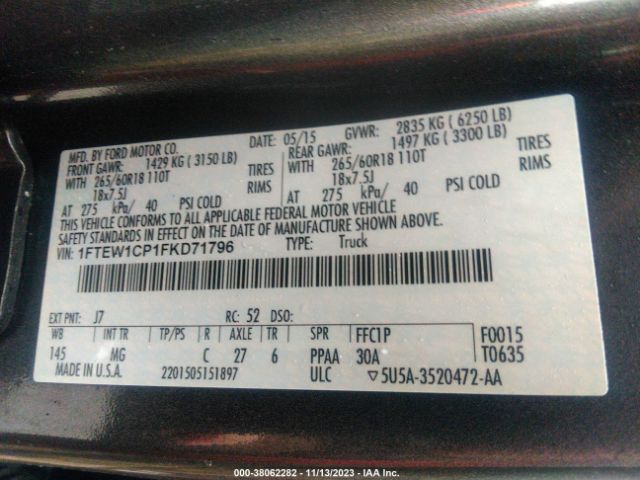 MFD. BY FORD MOTOR CO. DATE: 05/15 GVWR: 2835 KG ( 6250 LB)
FRONT GAWR: 1429 KG ( 3150 LB) REAR GAWR: 1497 KG ( 3300 LB)
WITH 265/60R18 110T TIRES WITH 265/60R18 110T TIRES
18x7.5J RIMS 18x7.5J RIMS
AT 275 kPa/ 40 PSI COLD AT 275 kPa/ 40 PSI COLD
THIS VEHICLE CONFORMS TO ALL APPLICABLE FEDERAL MOTOR VEHICLE
SAFETY STANDARDS IN EFFECT ON THE DATE OF MANUFACTURE SHOWN ABOVE.
VIN: 1FTEW1CP1FKD71796 TYPE: Truck
EXT PNT: J7 RC: 52 DSO:
WB INT TR TP/PS R AXLE TR SPR FFC1P F0015
145 MG C 27 6 PPAA 30A T0635
MADE IN U.S.A. 2201505151897 ULC 5U5A-3520472-AA
000-38062282 - 11/13/2023 - IAA Inc.